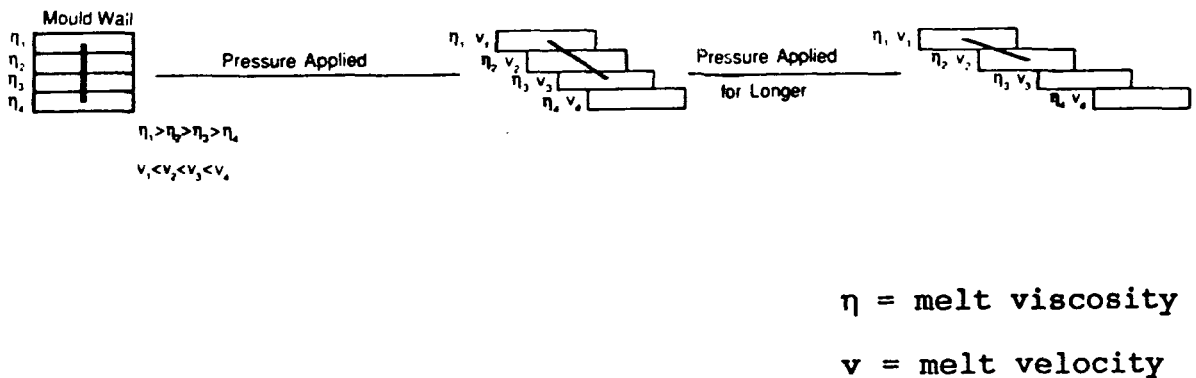 Mould Wall
η₁
η₂
η₃
η₄
η₁>η₂>η₃>η₄
v₁<v₂<v₃<v₄
Pressure Applied
η₁ v₁
η₂ v₂
η₃ v₃
η₄ v₄
Pressure Applied
for Longer
η₁ v₁
η₂ v₂
η₃ v₃
η₄ v₄
η = melt viscosity
v = melt velocity